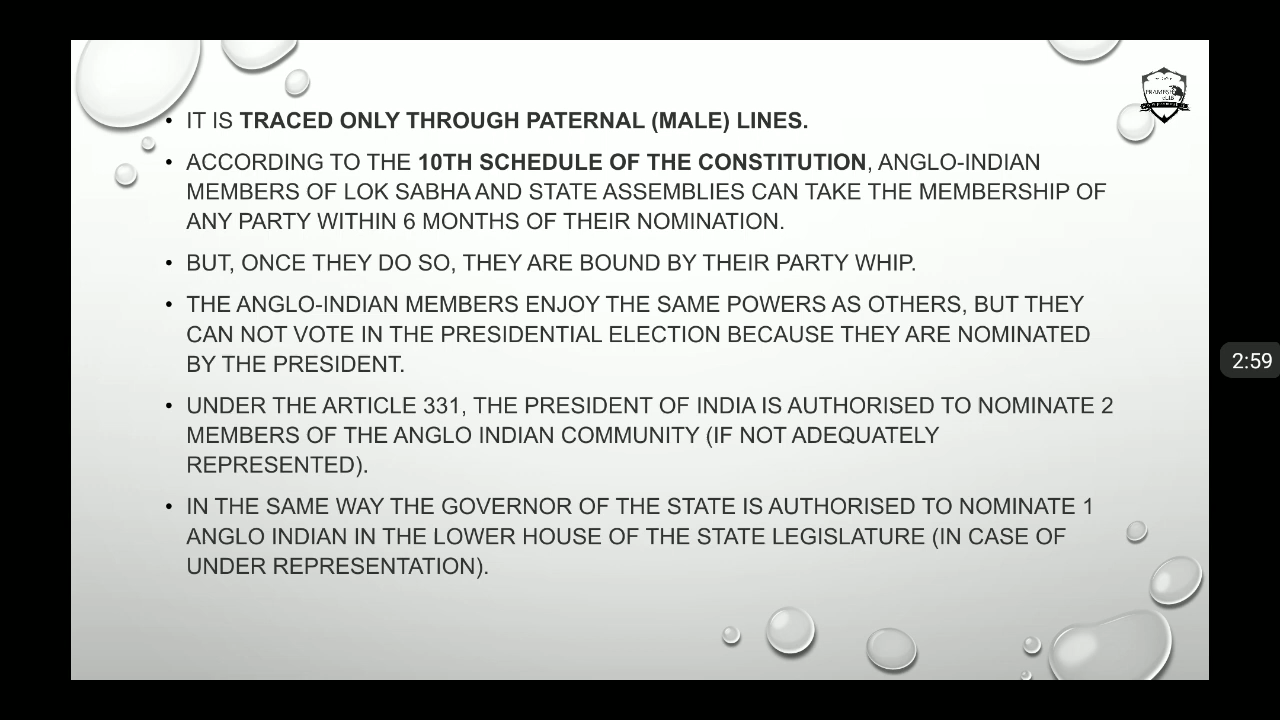 • IT IS TRACED ONLY THROUGH PATERNAL (MALE) LINES.
• ACCORDING TO THE 10TH SCHEDULE OF THE CONSTITUTION, ANGLO-INDIAN
MEMBERS OF LOK SABHA AND STATE ASSEMBLIES CAN TAKE THE MEMBERSHIP OF
ANY PARTY WITHIN 6 MONTHS OF THEIR NOMINATION.
• BUT, ONCE THEY DO SO, THEY ARE BOUND BY THEIR PARTY WHIP.
• THE ANGLO-INDIAN MEMBERS ENJOY THE SAME POWERS AS OTHERS, BUT THEY
CAN NOT VOTE IN THE PRESIDENTIAL ELECTION BECAUSE THEY ARE NOMINATED
BY THE PRESIDENT.
2:59
• UNDER THE ARTICLE 331, THE PRESIDENT OF INDIA IS AUTHORISED TO NOMINATE 2
MEMBERS OF THE ANGLO INDIAN COMMUNITY (IF NOT ADEQUATELY
REPRESENTED).
• IN THE SAME WAY THE GOVERNOR OF THE STATE IS AUTHORISED TO NOMINATE 1
ANGLO INDIAN IN THE LOWER HOUSE OF THE STATE LEGISLATURE (IN CASE OF
UNDER REPRESENTATION).